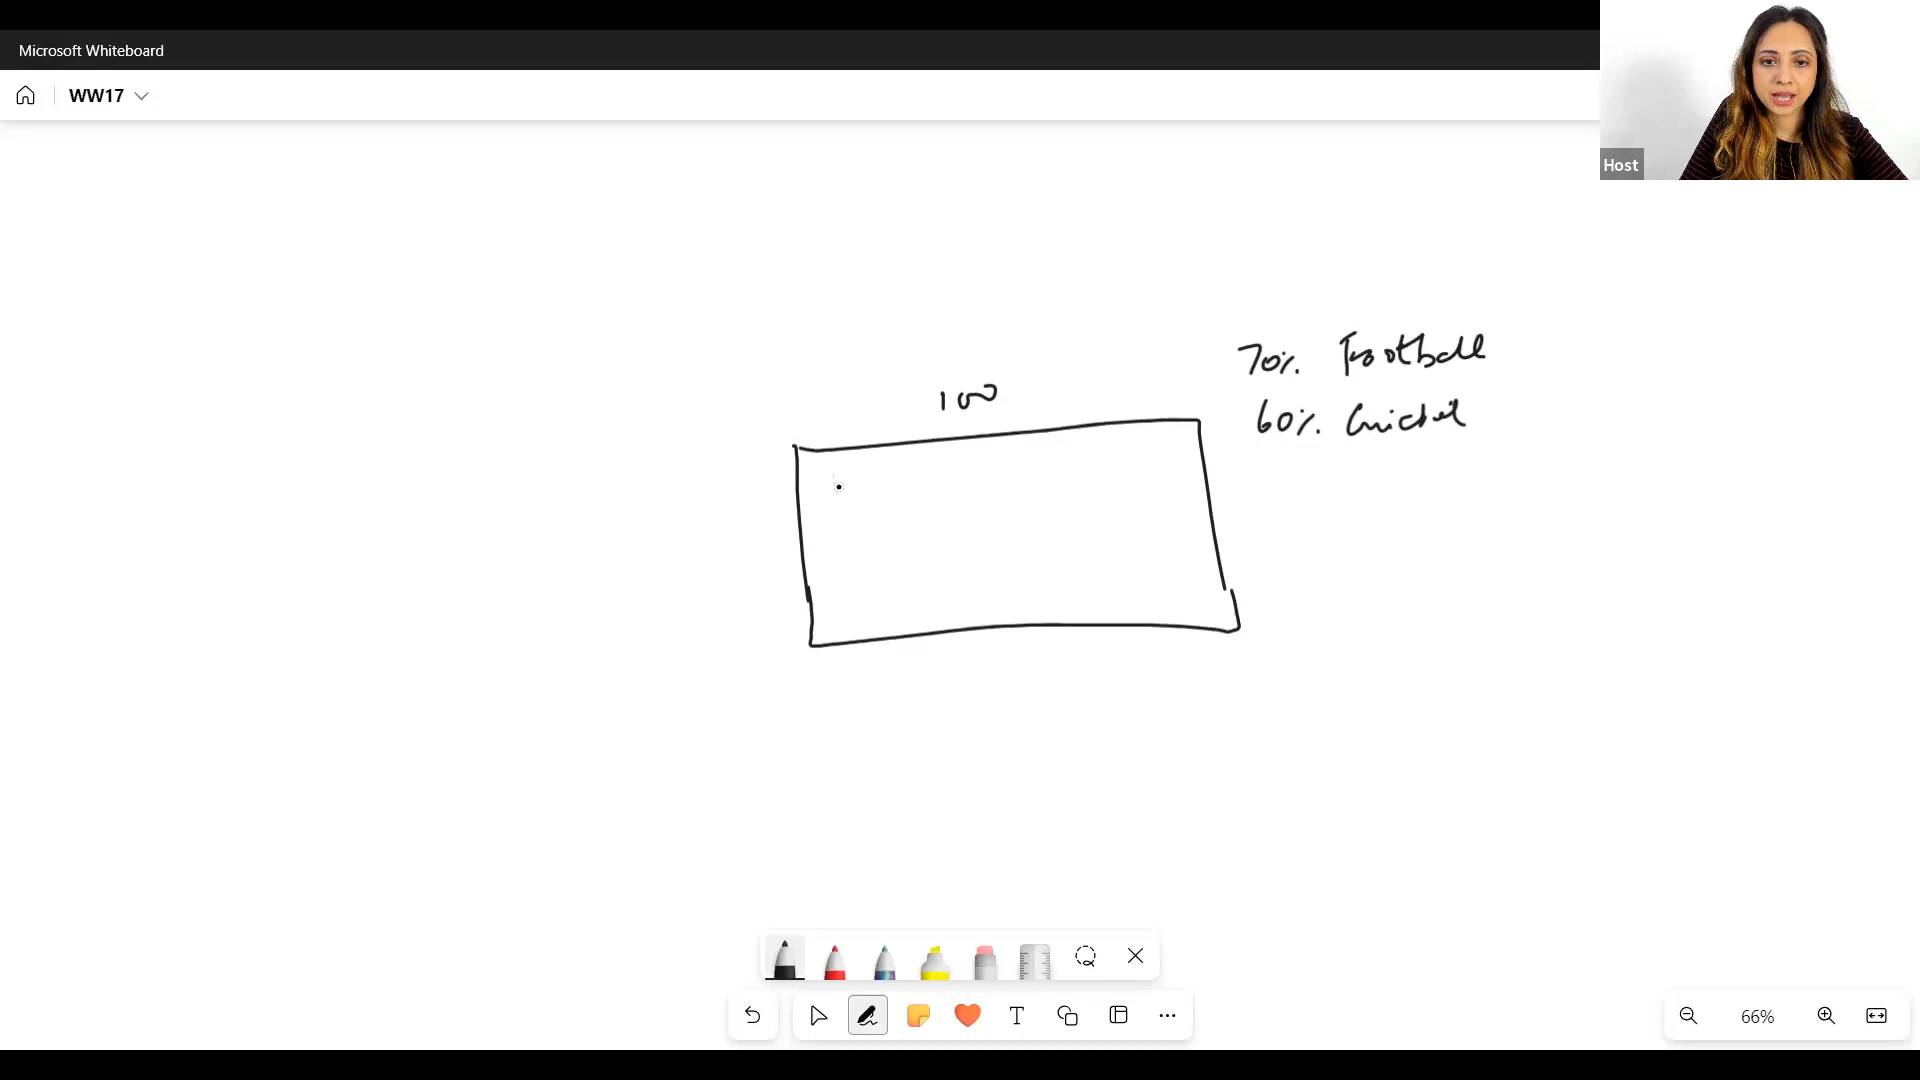 Microsoft Whiteboard
WW17
Host
70% Football
100
60% Cricket
66%